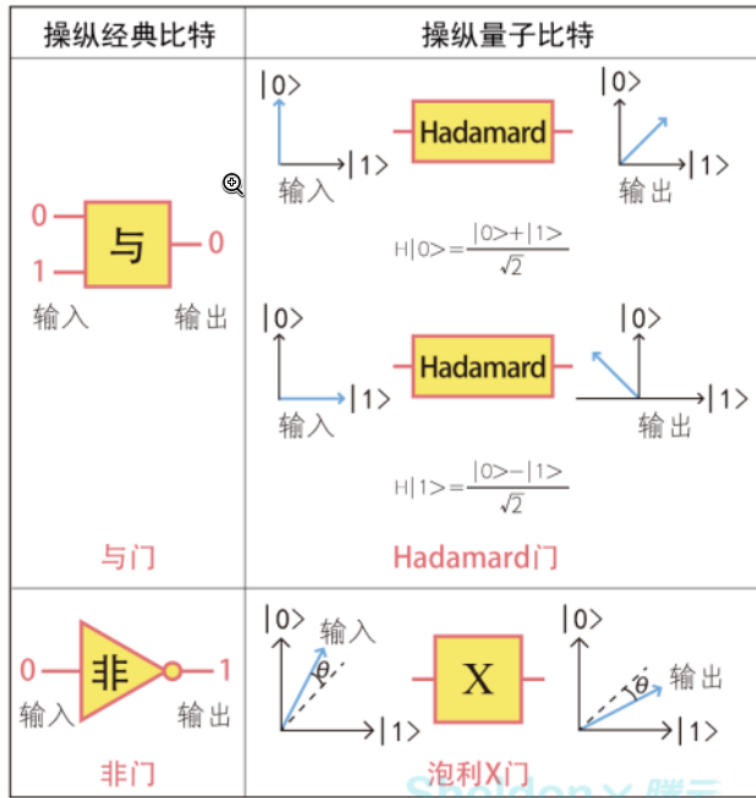 操纵经典比特
操纵量子比特
0
1
与
0
输入
输出
与门
|0>
|1>
输入
Hadamard
|0>
|1>
输出
H|0>=|0>+|1>/√2
|0>
|1>
输入
Hadamard
|0>
|1>
输出
H|1>=|0>-|1>/√2
Hadamard门
0
非
1
输入
输出
非门
|0>
输入
θ
|1>
X
|0>
θ
输出
|1>
泡利X门
Sheldon × 腾云